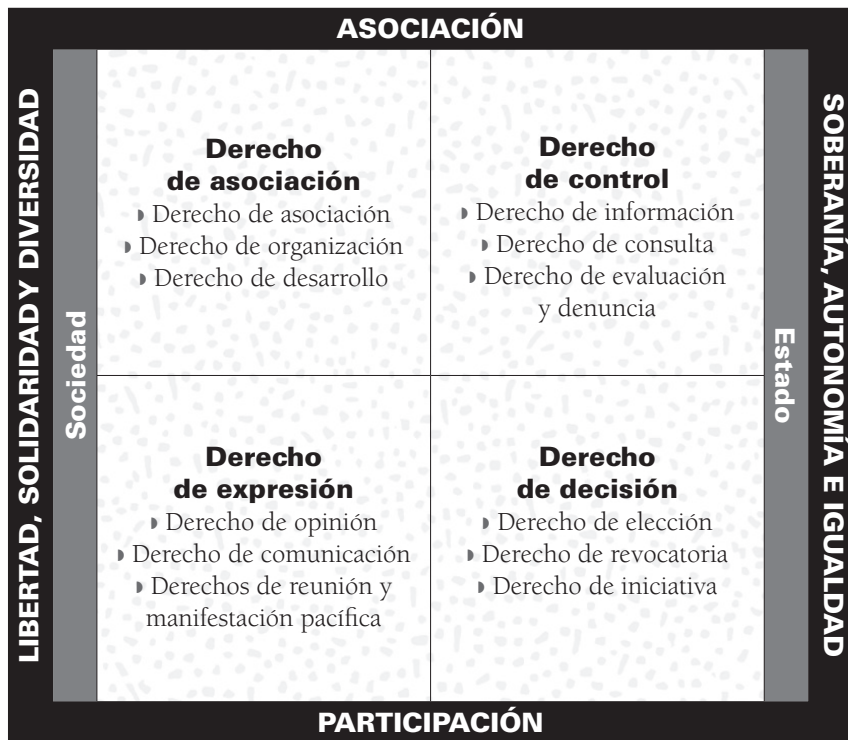 ASOCIACIÓN
LIBERTAD, SOLIDARIDAD Y DIVERSIDAD
Sociedad
Derecho
de asociación
◗ Derecho de asociación
◗ Derecho de organización
◗ Derecho de desarrollo
Derecho
de control
◗ Derecho de información
◗ Derecho de consulta
◗ Derecho de evaluación
y denuncia
Derecho
de expresión
◗ Derecho de opinión
◗ Derecho de comunicación
◗ Derechos de reunión y
manifestación pacífica
Derecho
de decisión
◗ Derecho de elección
◗ Derecho de revocatoria
◗ Derecho de iniciativa
Estado
SOBERANÍA, AUTONOMÍA E IGUALDAD
PARTICIPACIÓN